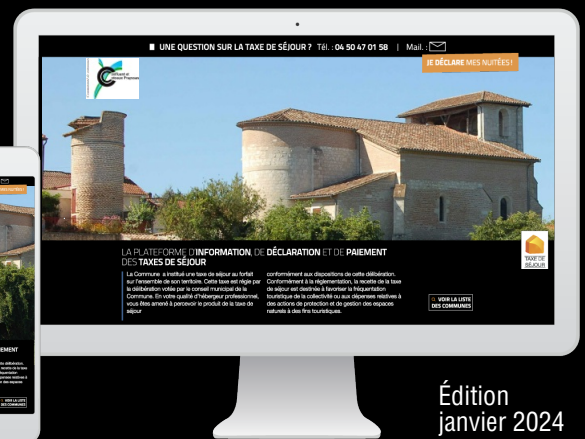 UNE QUESTION SUR LA TAXE DE SÉJOUR ? Tél. : 04 50 47 01 58 | Mail. :
JE DÉCLARE MES NUITÉES !
LA PLATEFORME D'INFORMATION, DE DÉCLARATION ET DE PAIEMENT
DES TAXES DE SÉJOUR
La Commune a institué une taxe de séjour au forfait
sur l'ensemble de son territoire. Cette taxe est régie par
la délibération votée par le conseil municipal de la
Commune. En votre qualité d'hébergeur professionnel,
vous êtes amené à percevoir le produit de la taxe de
séjour
conformément aux dispositions de cette délibération.
Conformément à la réglementation, la recette de la taxe
de séjour est destinée à favoriser la fréquentation
touristique de la collectivité ou aux dépenses relatives à
des actions de protection et de gestion des espaces
naturels à des fins touristiques.
TAXE DE
SÉJOUR
VOIR LA LISTE
DES COMMUNES
EMENT
VOIR LA LISTE
DES COMMUNES
Édition
janvier 2024